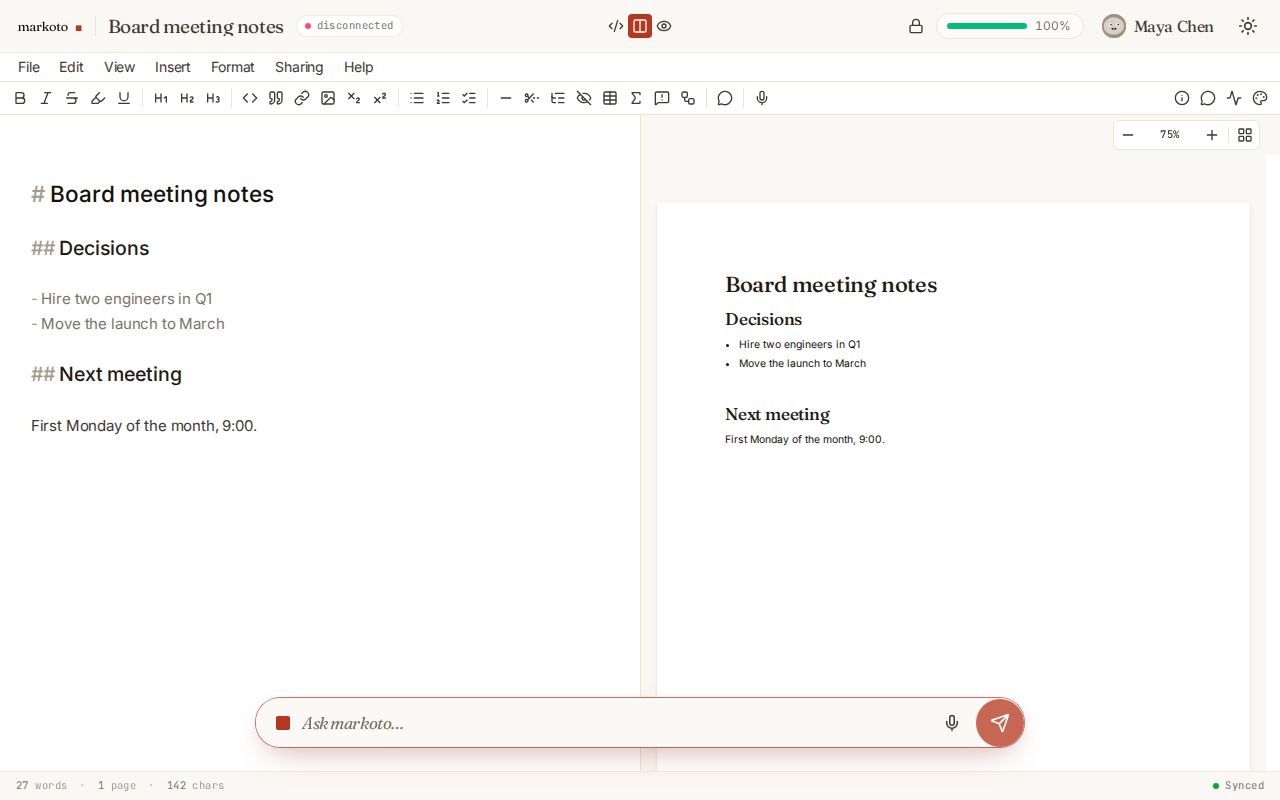 markoto
Board meeting notes
disconnected
100%
Maya Chen
File Edit View Insert Format Sharing Help
H1 H2 H3
75%
# Board meeting notes
## Decisions
- Hire two engineers in Q1
- Move the launch to March
## Next meeting
First Monday of the month, 9:00.
Board meeting notes
Decisions
• Hire two engineers in Q1
• Move the launch to March
Next meeting
First Monday of the month, 9:00.
Ask markoto...
27 words · 1 page · 142 chars
Synced